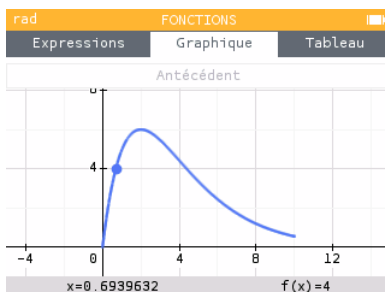 rad FONCTIONS
Expressions Graphique Tableau
Antécédent
4
-4 0 4 8 12
x=0.6939632 f(x)=4